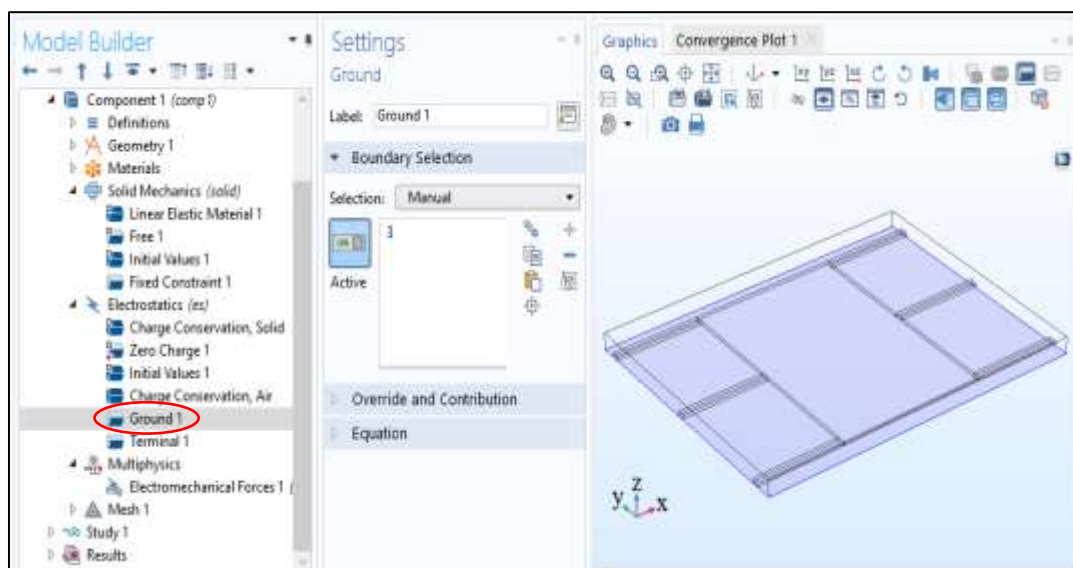 Model Builder
Component 1 (comp1)
Definitions
Geometry 1
Materials
Solid Mechanics (solid)
Linear Elastic Material 1
Free 1
Initial Values 1
Fixed Constraint 1
Electrostatics (es)
Charge Conservation, Solid
Zero Charge 1
Initial Values 1
Charge Conservation, Air
Ground 1
Terminal 1
Multiphysics
Electromechanical Forces 1 (
Mesh 1
Study 1
Results
Settings
Ground
Label: Ground 1
Boundary Selection
Selection: Manual
3
Active
Override and Contribution
Equation
Graphics Convergence Plot 1
z
y x